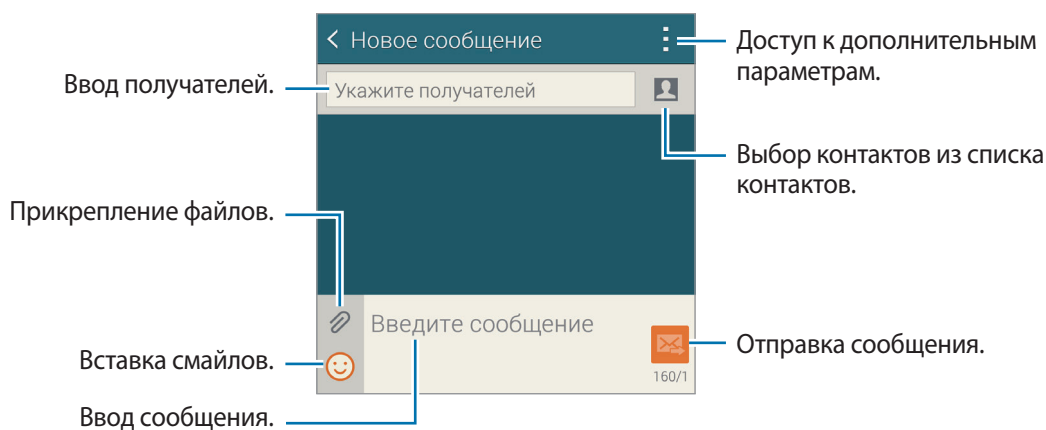 Новое сообщение
Доступ к дополнительным
параметрам.
Ввод получателей.
Укажите получателей
Выбор контактов из списка
контактов.
Прикрепление файлов.
Введите сообщение
Отправка сообщения.
Вставка смайлов.
160/1
Ввод сообщения.